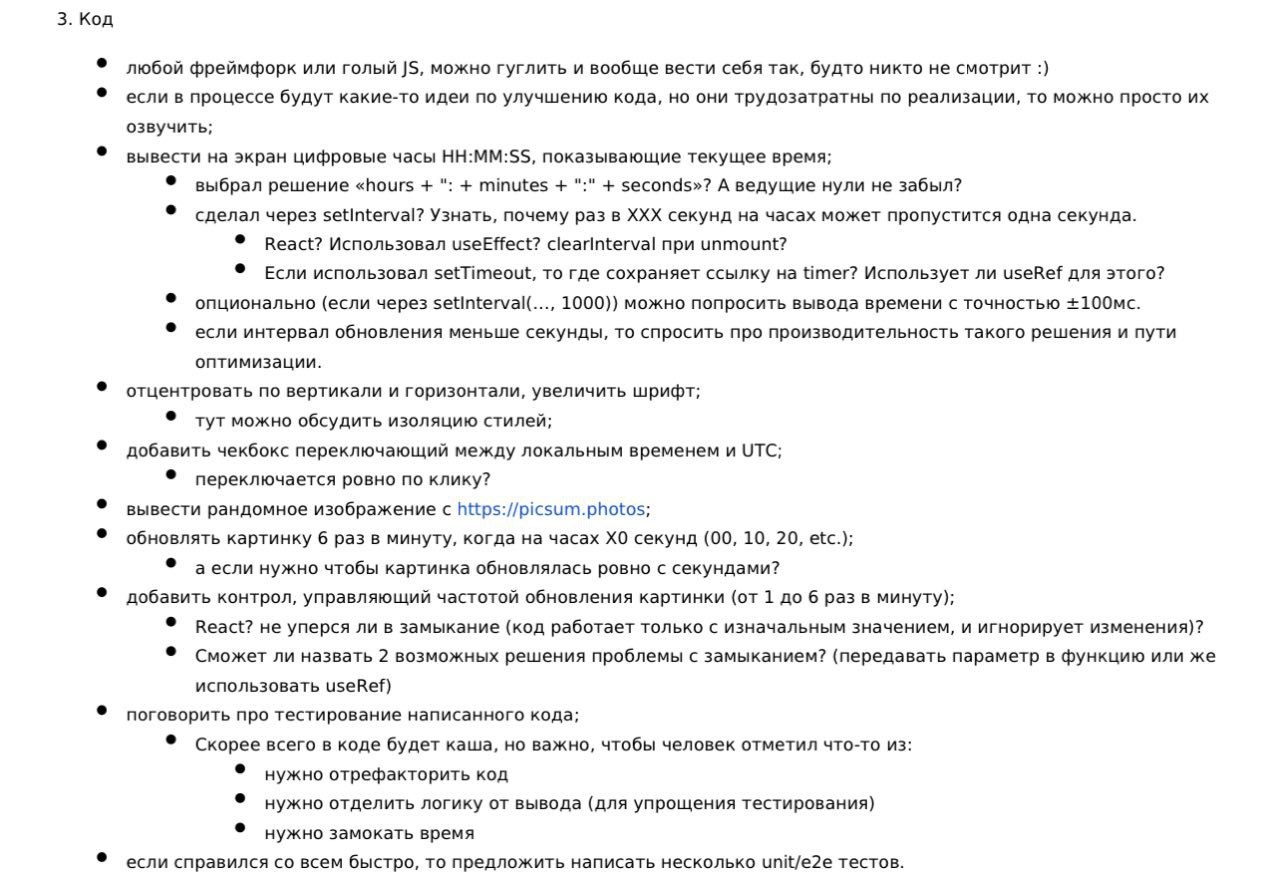 3. Код
• любой фреймфорк или голый JS, можно гуглить и вообще вести себя так, будто никто не смотрит :)
• если в процессе будут какие-то идеи по улучшению кода, но они трудозатратны по реализации, то можно просто их
озвучить;
• вывести на экран цифровые часы HH:MM:SS, показывающие текущее время;
• выбрал решение «hours + ": + minutes + ":" + seconds»? А ведущие нули не забыл?
• сделал через setInterval? Узнать, почему раз в XXX секунд на часах может пропустится одна секунда.
• React? Использовал useEffect? clearInterval при unmount?
• Если использовал setTimeout, то где сохраняет ссылку на timer? Использует ли useRef для этого?
• опционально (если через setInterval(…, 1000)) можно попросить вывода времени с точностью ±100мс.
• если интервал обновления меньше секунды, то спросить про производительность такого решения и пути
оптимизации.
• отцентровать по вертикали и горизонтали, увеличить шрифт;
• тут можно обсудить изоляцию стилей;
• добавить чекбокс переключающий между локальным временем и UTC;
• переключается ровно по клику?
• вывести рандомное изображение с https://picsum.photos;
• обновлять картинку 6 раз в минуту, когда на часах X0 секунд (00, 10, 20, etc.);
• а если нужно чтобы картинка обновлялась ровно с секундами?
• добавить контрол, управляющий частотой обновления картинки (от 1 до 6 раз в минуту);
• React? не уперся ли в замыкание (код работает только с изначальным значением, и игнорирует изменения)?
• Сможет ли назвать 2 возможных решения проблемы с замыканием? (передавать параметр в функцию или же
использовать useRef)
• поговорить про тестирование написанного кода;
• Скорее всего в коде будет каша, но важно, чтобы человек отметил что-то из:
• нужно отрефакторить код
• нужно отделить логику от вывода (для упрощения тестирования)
• нужно замокать время
• если справился со всем быстро, то предложить написать несколько unit/e2e тестов.